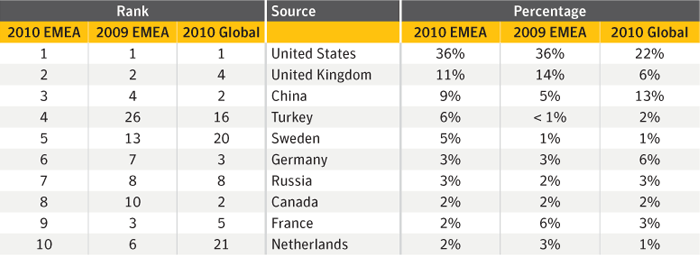 Rank Source Percentage
2010 EMEA 2009 EMEA 2010 Global 2010 EMEA 2009 EMEA 2010 Global
1 1 1 United States 36% 36% 22%
2 2 4 United Kingdom 11% 14% 6%
3 4 2 China 9% 5% 13%
4 26 16 Turkey 6% < 1% 2%
5 13 20 Sweden 5% 1% 1%
6 7 3 Germany 3% 3% 6%
7 8 8 Russia 3% 2% 3%
8 10 2 Canada 2% 2% 2%
9 3 5 France 2% 6% 3%
10 6 21 Netherlands 2% 3% 1%